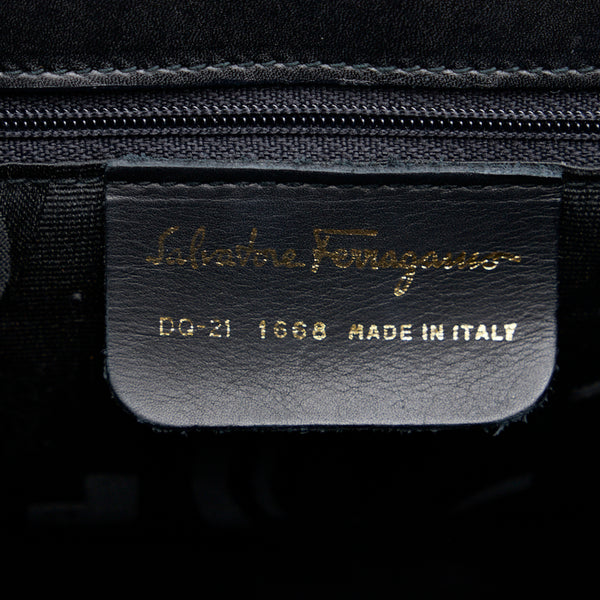 Salvatore Ferragamo
DQ-21 1668 MADE IN ITALY